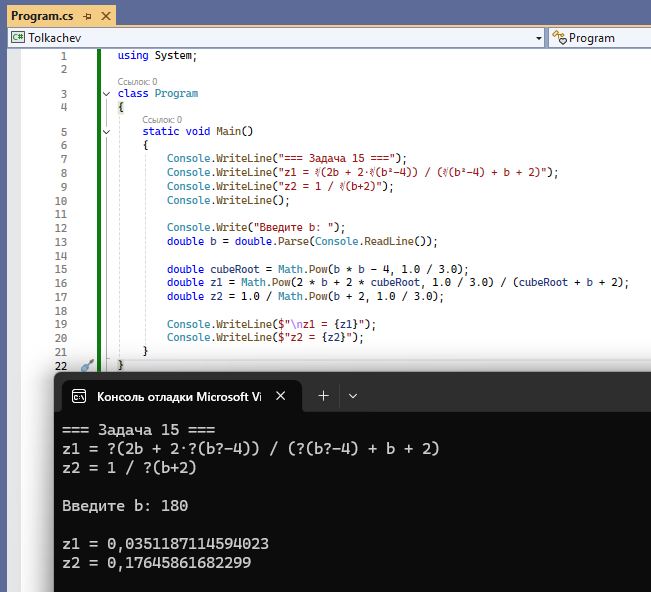 Program.cs
Tolkachev
Program
1 using System;
2
Ссылок: 0
3 class Program
4 {
Ссылок: 0
5 static void Main()
6 {
7 Console.WriteLine("=== Задача 15 ===");
8 Console.WriteLine("z1 = ∛(2b + 2·∛(b²−4)) / (∛(b²−4) + b + 2)");
9 Console.WriteLine("z2 = 1 / ∛(b+2)");
10 Console.WriteLine();
11
12 Console.Write("Введите b: ");
13 double b = double.Parse(Console.ReadLine());
14
15 double cubeRoot = Math.Pow(b * b - 4, 1.0 / 3.0);
16 double z1 = Math.Pow(2 * b + 2 * cubeRoot, 1.0 / 3.0) / (cubeRoot + b + 2);
17 double z2 = 1.0 / Math.Pow(b + 2, 1.0 / 3.0);
18
19 Console.WriteLine($"\nz1 = {z1}");
20 Console.WriteLine($"z2 = {z2}");
21 }
22 }
Консоль отладки Microsoft Vi
=== Задача 15 ===
z1 = ?(2b + 2·?(b?−4)) / (?(b?−4) + b + 2)
z2 = 1 / ?(b+2)
Введите b: 180
z1 = 0,0351187114594023
z2 = 0,17645861682299